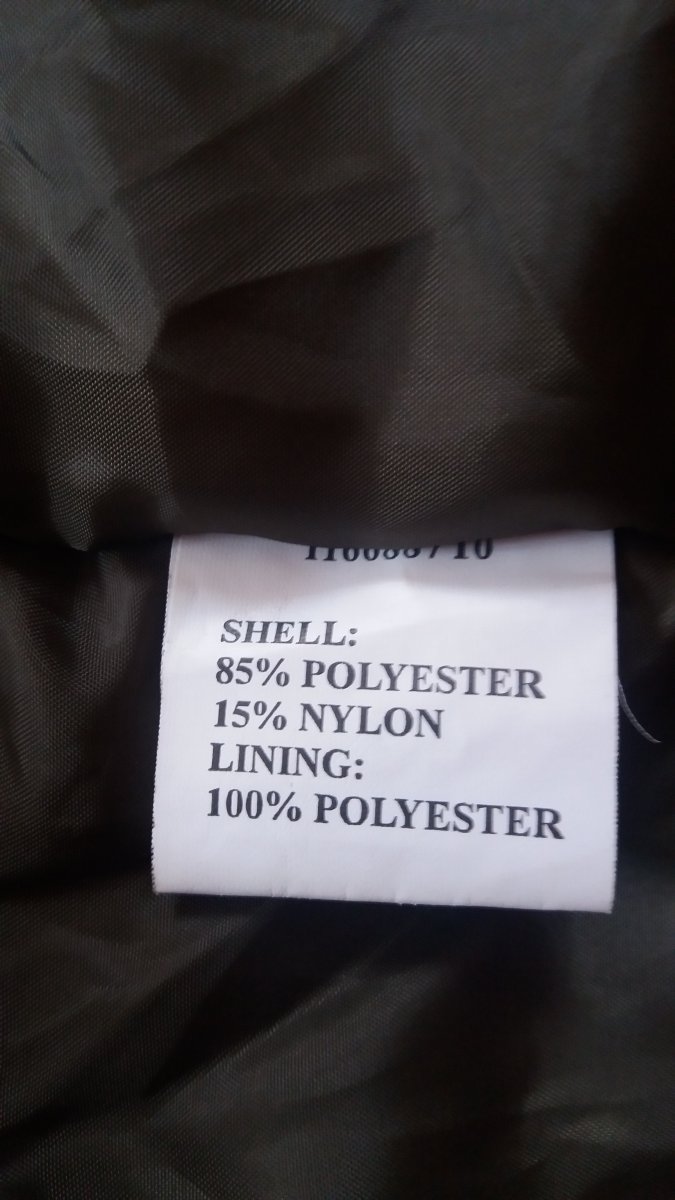 SHELL:
85% POLYESTER
15% NYLON
LINING:
100% POLYESTER